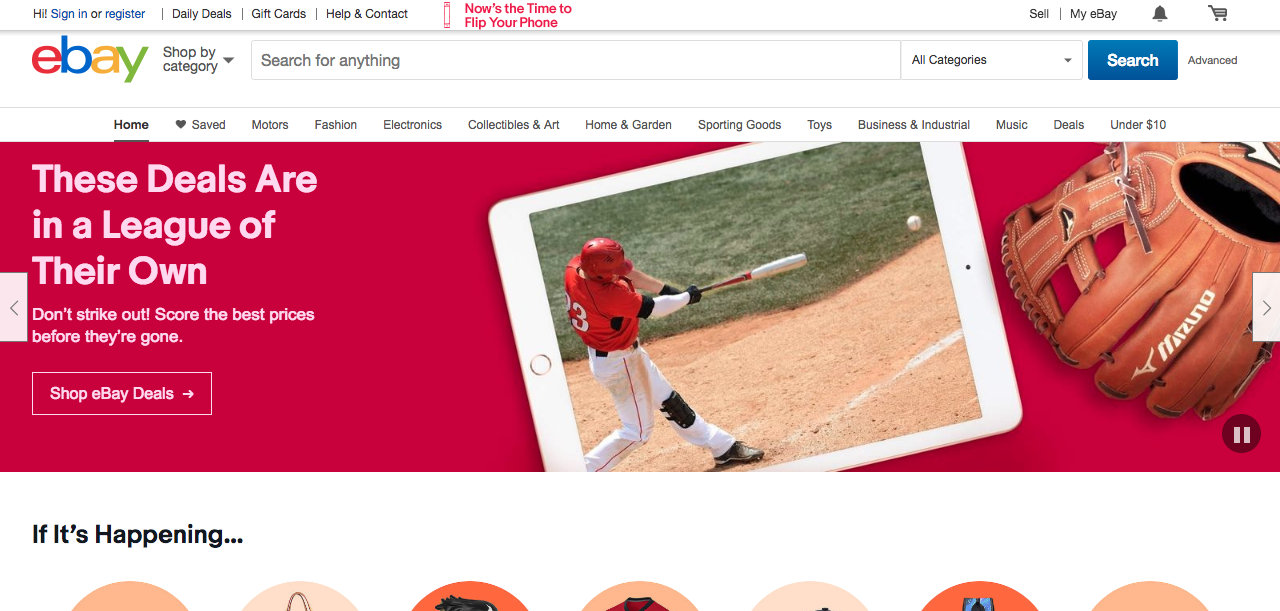 Hi! Sign in or register | Daily Deals | Gift Cards | Help & Contact
Now's the Time to
Flip Your Phone
Sell | My eBay
ebay
Shop by
category
Search for anything
All Categories
Search
Advanced
Home Saved Motors Fashion Electronics Collectibles & Art Home & Garden Sporting Goods Toys Business & Industrial Music Deals Under $10
These Deals Are
in a League of
Their Own
Don't strike out! Score the best prices
before they're gone.
Shop eBay Deals →
23
MIZUNO
If It's Happening...